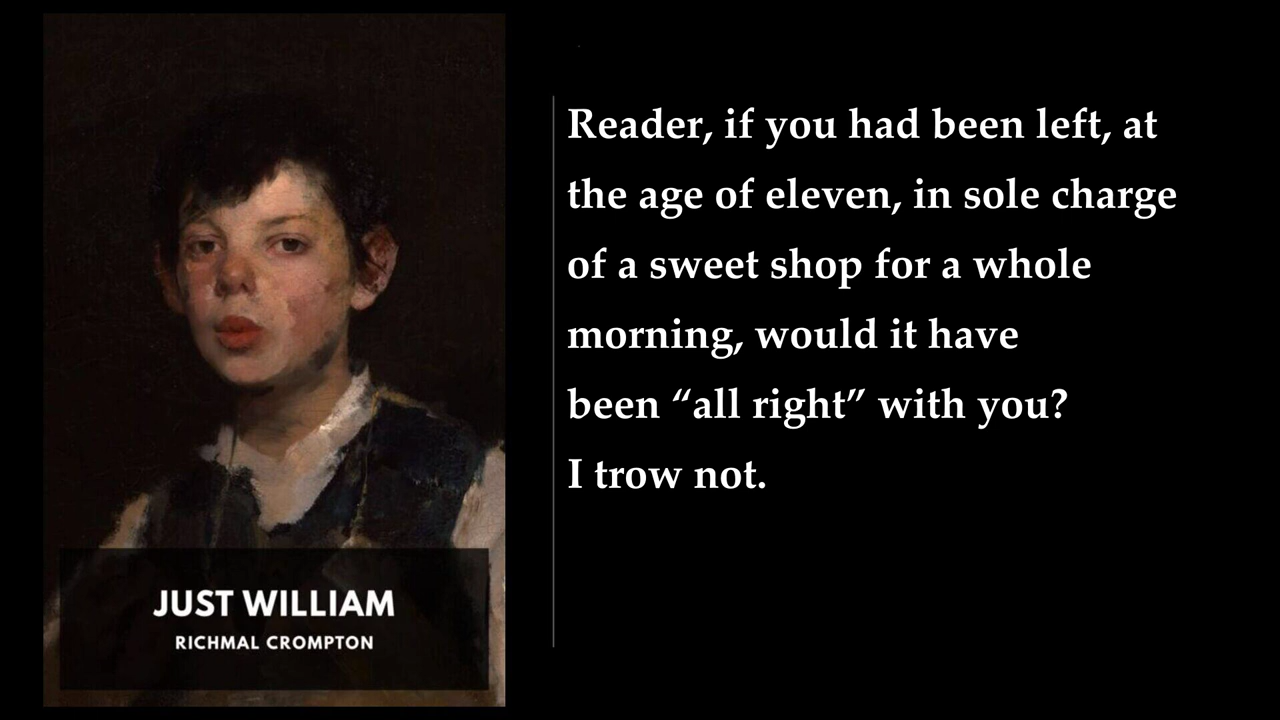 Reader, if you had been left, at
the age of eleven, in sole charge
of a sweet shop for a whole
morning, would it have
been “all right” with you?
I trow not.
JUST WILLIAM
RICHMAL CROMPTON